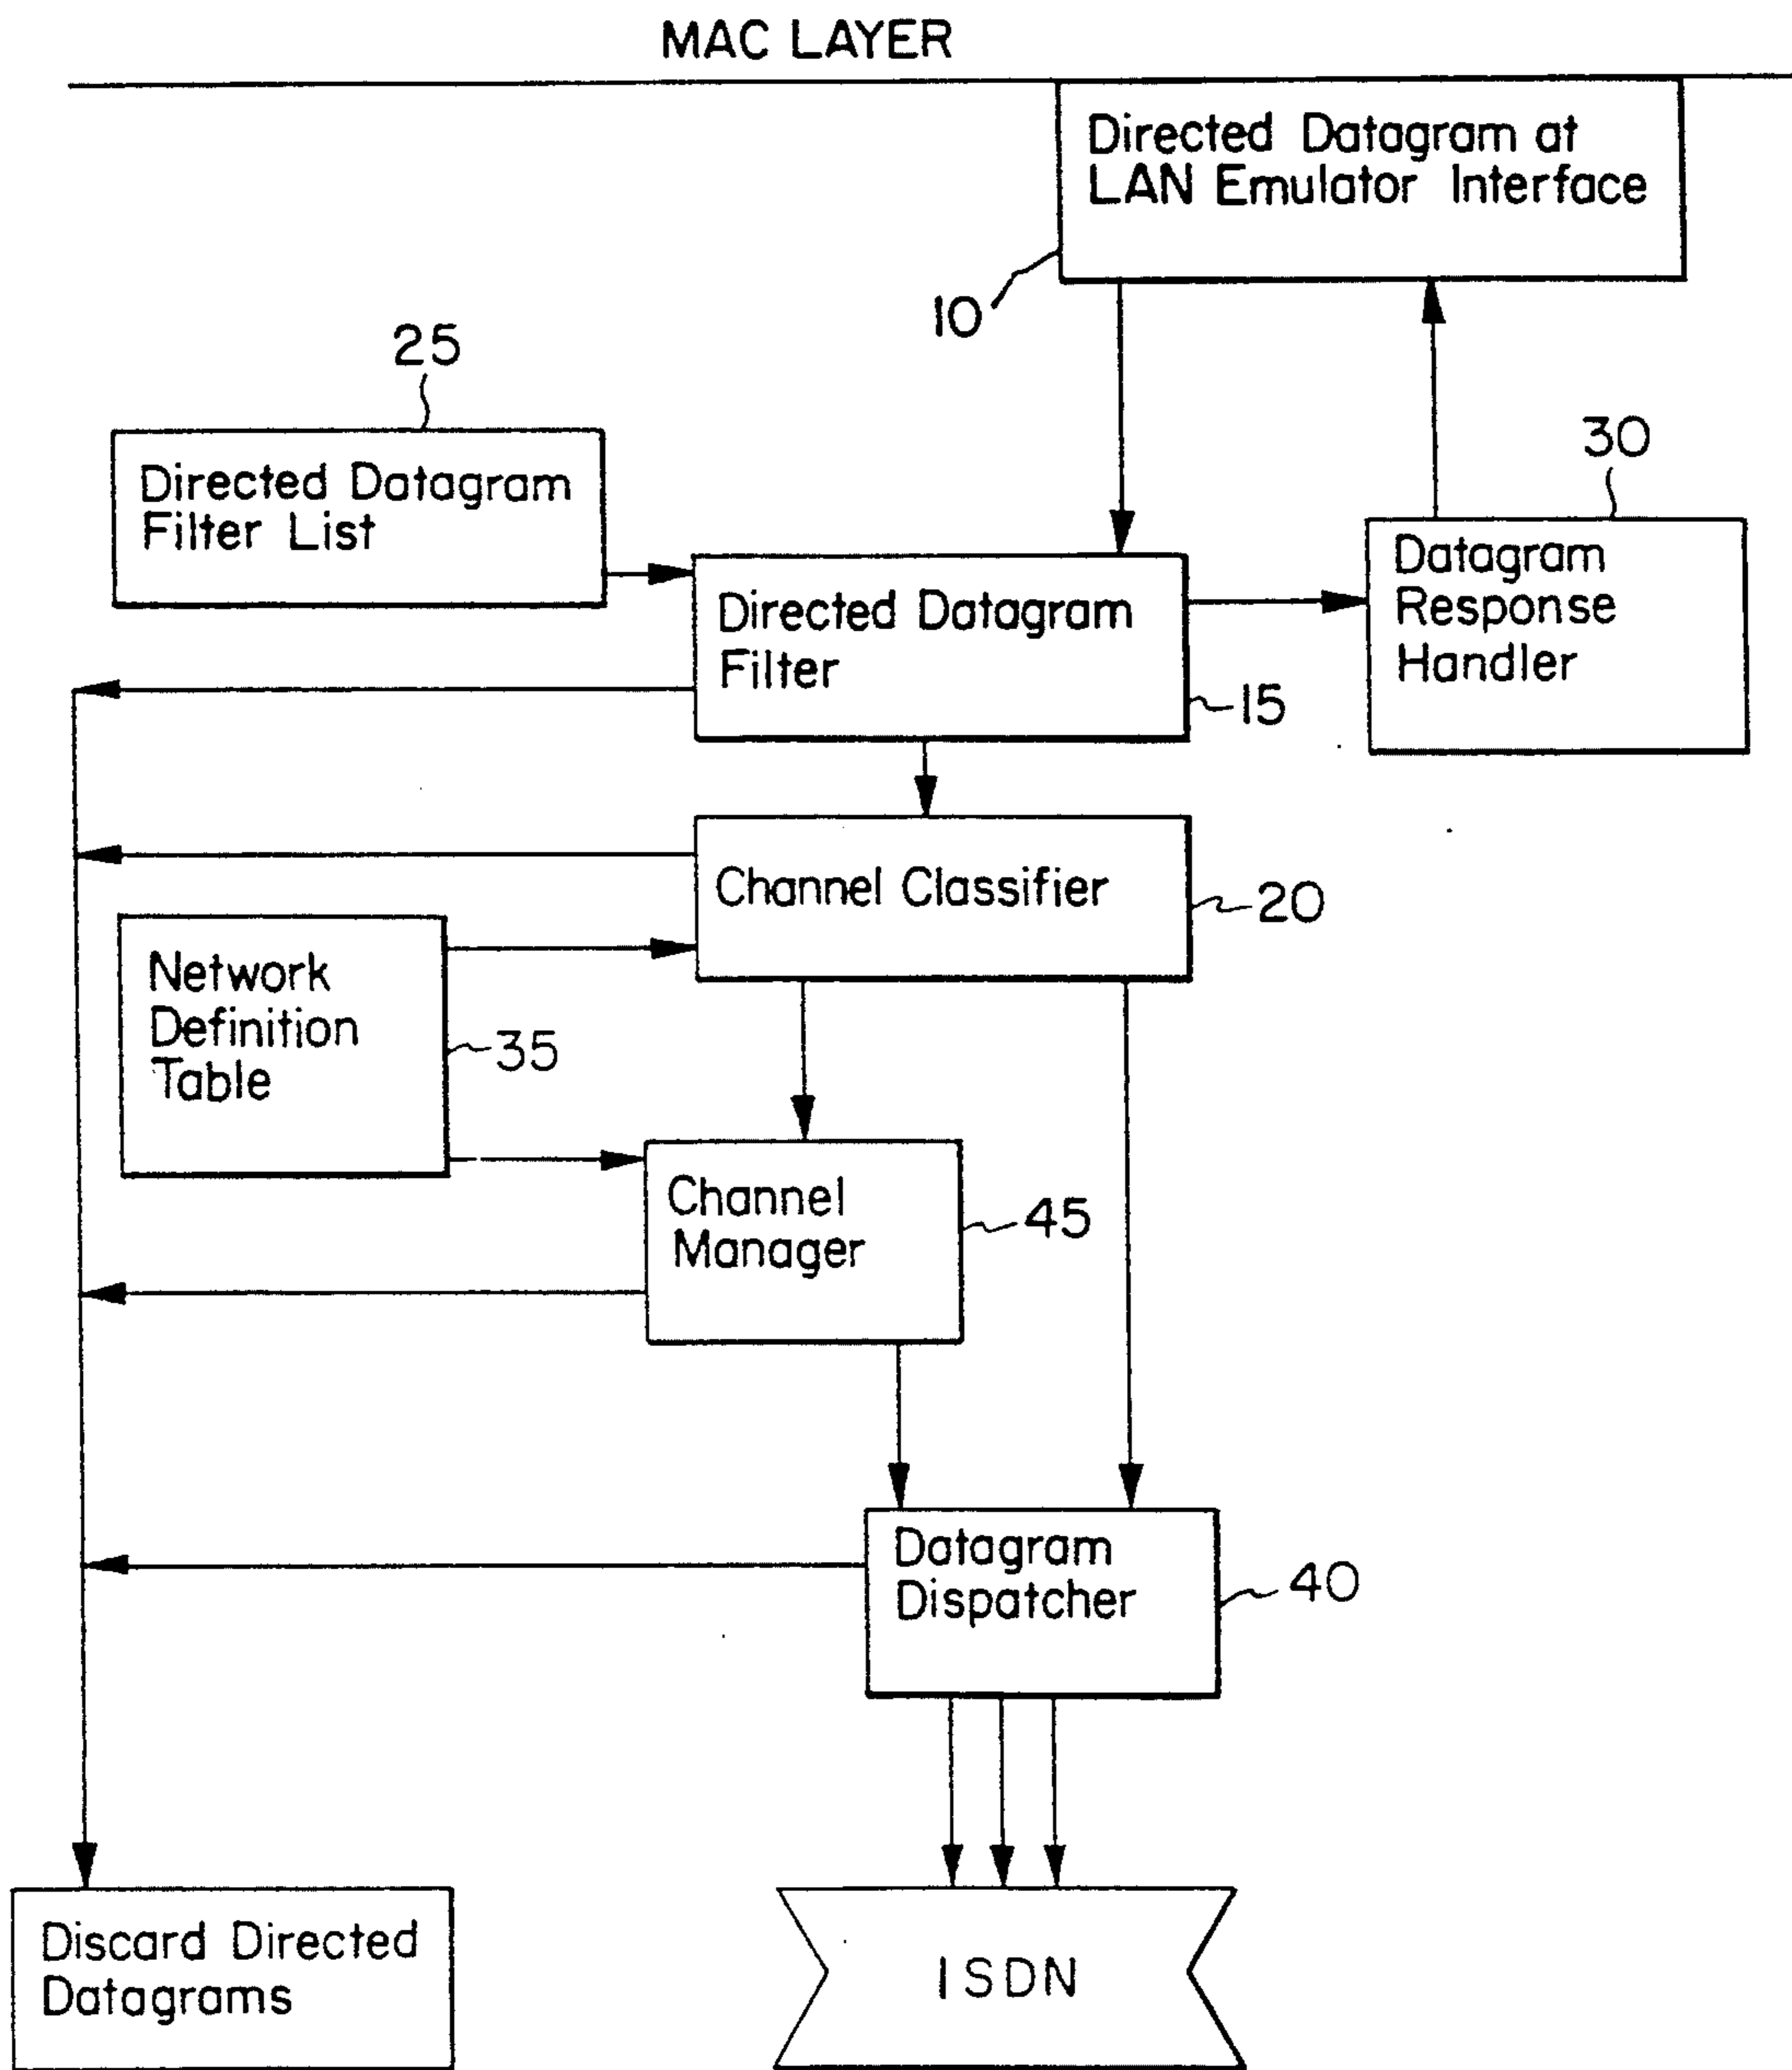 MAC LAYER
Directed Datagram at
LAN Emulator Interface
10
25
Directed Datagram
Filter List
30
Datagram
Response
Handler
Directed Datagram
Filter
15
Channel Classifier
20
Network
Definition
Table
35
Channel
Manager
45
Datagram
Dispatcher
40
Discard Directed
Datagrams
ISDN